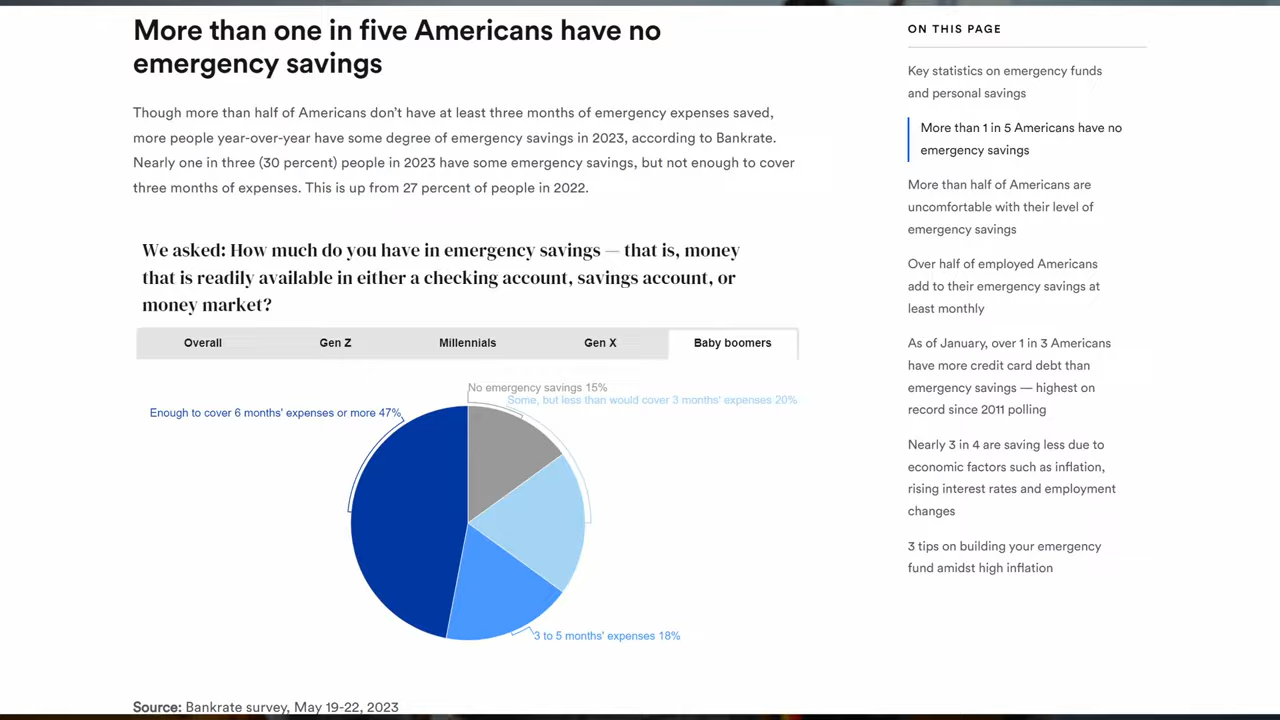 More than one in five Americans have no
emergency savings
Though more than half of Americans don't have at least three months of emergency expenses saved,
more people year-over-year have some degree of emergency savings in 2023, according to Bankrate.
Nearly one in three (30 percent) people in 2023 have some emergency savings, but not enough to cover
three months of expenses. This is up from 27 percent of people in 2022.
We asked: How much do you have in emergency savings — that is, money
that is readily available in either a checking account, savings account, or
money market?
Overall Gen Z Millennials Gen X Baby boomers
No emergency savings 15%
Some, but less than would cover 3 months' expenses 20%
Enough to cover 6 months' expenses or more 47%
3 to 5 months' expenses 18%
Source: Bankrate survey, May 19-22, 2023
ON THIS PAGE
Key statistics on emergency funds
and personal savings
More than 1 in 5 Americans have no
emergency savings
More than half of Americans are
uncomfortable with their level of
emergency savings
Over half of employed Americans
add to their emergency savings at
least monthly
As of January, over 1 in 3 Americans
have more credit card debt than
emergency savings — highest on
record since 2011 polling
Nearly 3 in 4 are saving less due to
economic factors such as inflation,
rising interest rates and employment
changes
3 tips on building your emergency
fund amidst high inflation